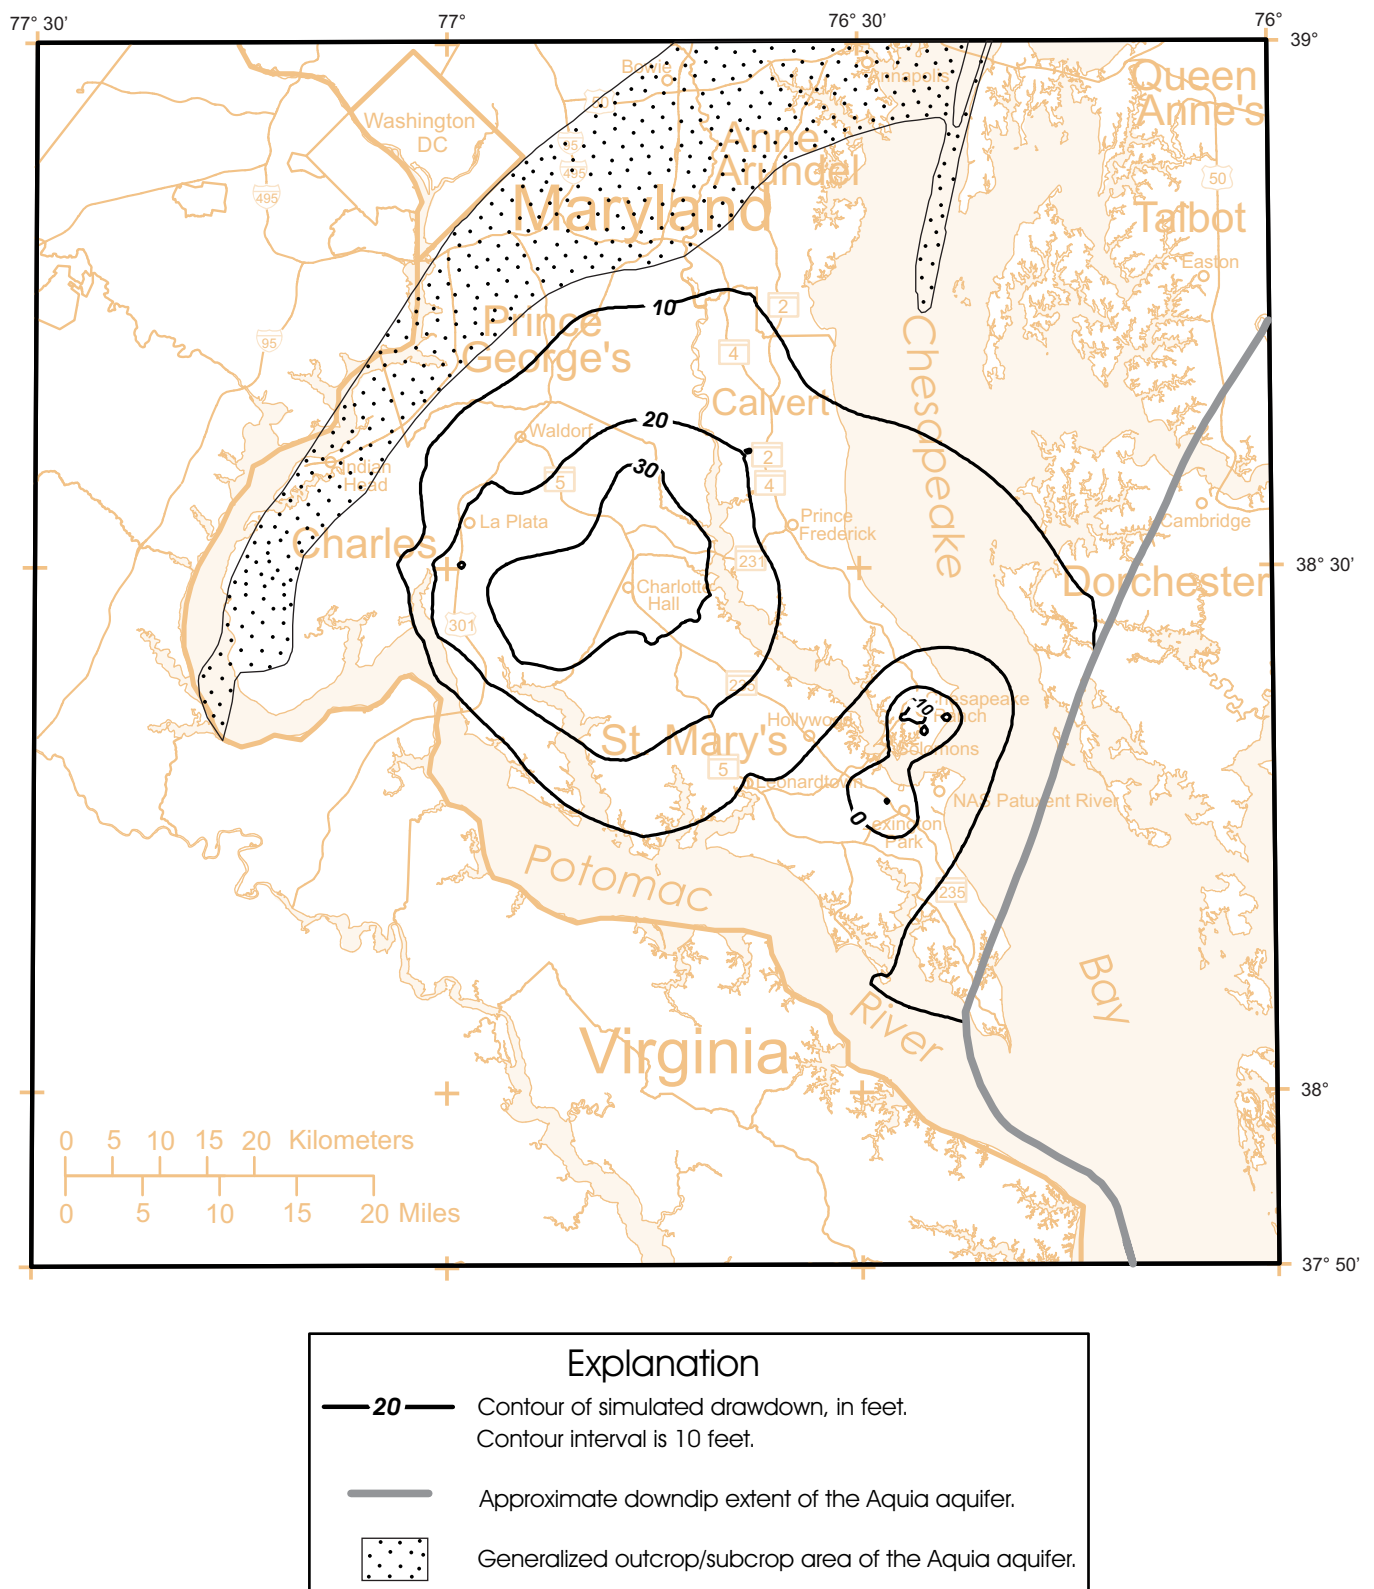 77° 30’
77°
76° 30’
76°
39°
Bowie
Annapolis
Queen
Anne's
50
Washington
DC
Anne
Arundel
95
495
50
495
Maryland
Talbot
Easton
10
2
Prince
George's
95
4
Chesapeake
Calvert
20
Waldorf
2
30
Indian
Head
5
4
La Plata
Prince
Frederick
Cambridge
Charles
231
38° 30’
Dorchester
Charlotte
Hall
301
235
-10
Chesapeake
Ranch
Hollywood
St. Mary's
Solomons
5
Leonardtown
NAS Patuxent River
0
Lexington
Park
Potomac
235
Bay
River
Virginia
38°
0 5 10 15 20 Kilometers
0 5 10 15 20 Miles
37° 50’
Explanation
20 Contour of simulated drawdown, in feet.
Contour interval is 10 feet.
Approximate downdip extent of the Aquia aquifer.
Generalized outcrop/subcrop area of the Aquia aquifer.